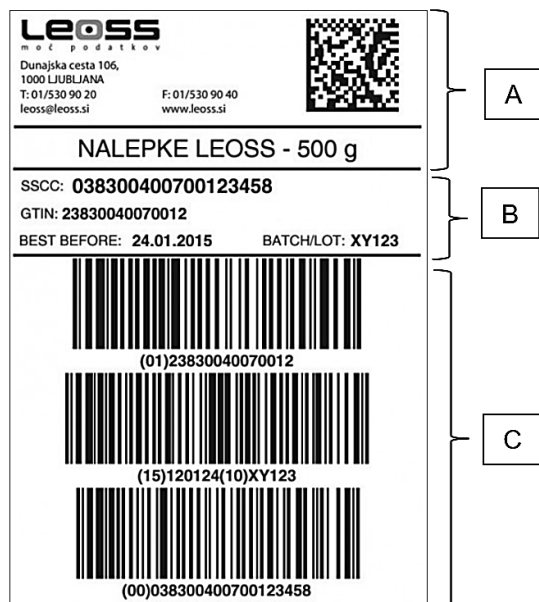 Leoss
moč podatkov
Dunajska cesta 106,
1000 LJUBLJANA
T: 01/530 90 20 F: 01/530 90 40
leoss@leoss.si www.leoss.si
NALEPKE LEOSS - 500 g
SSCC: 038300400700123458
GTIN: 23830040070012
BEST BEFORE: 24.01.2015 BATCH/LOT: XY123
(01)23830040070012
(15)120124(10)XY123
(00)038300400700123458
A
B
C